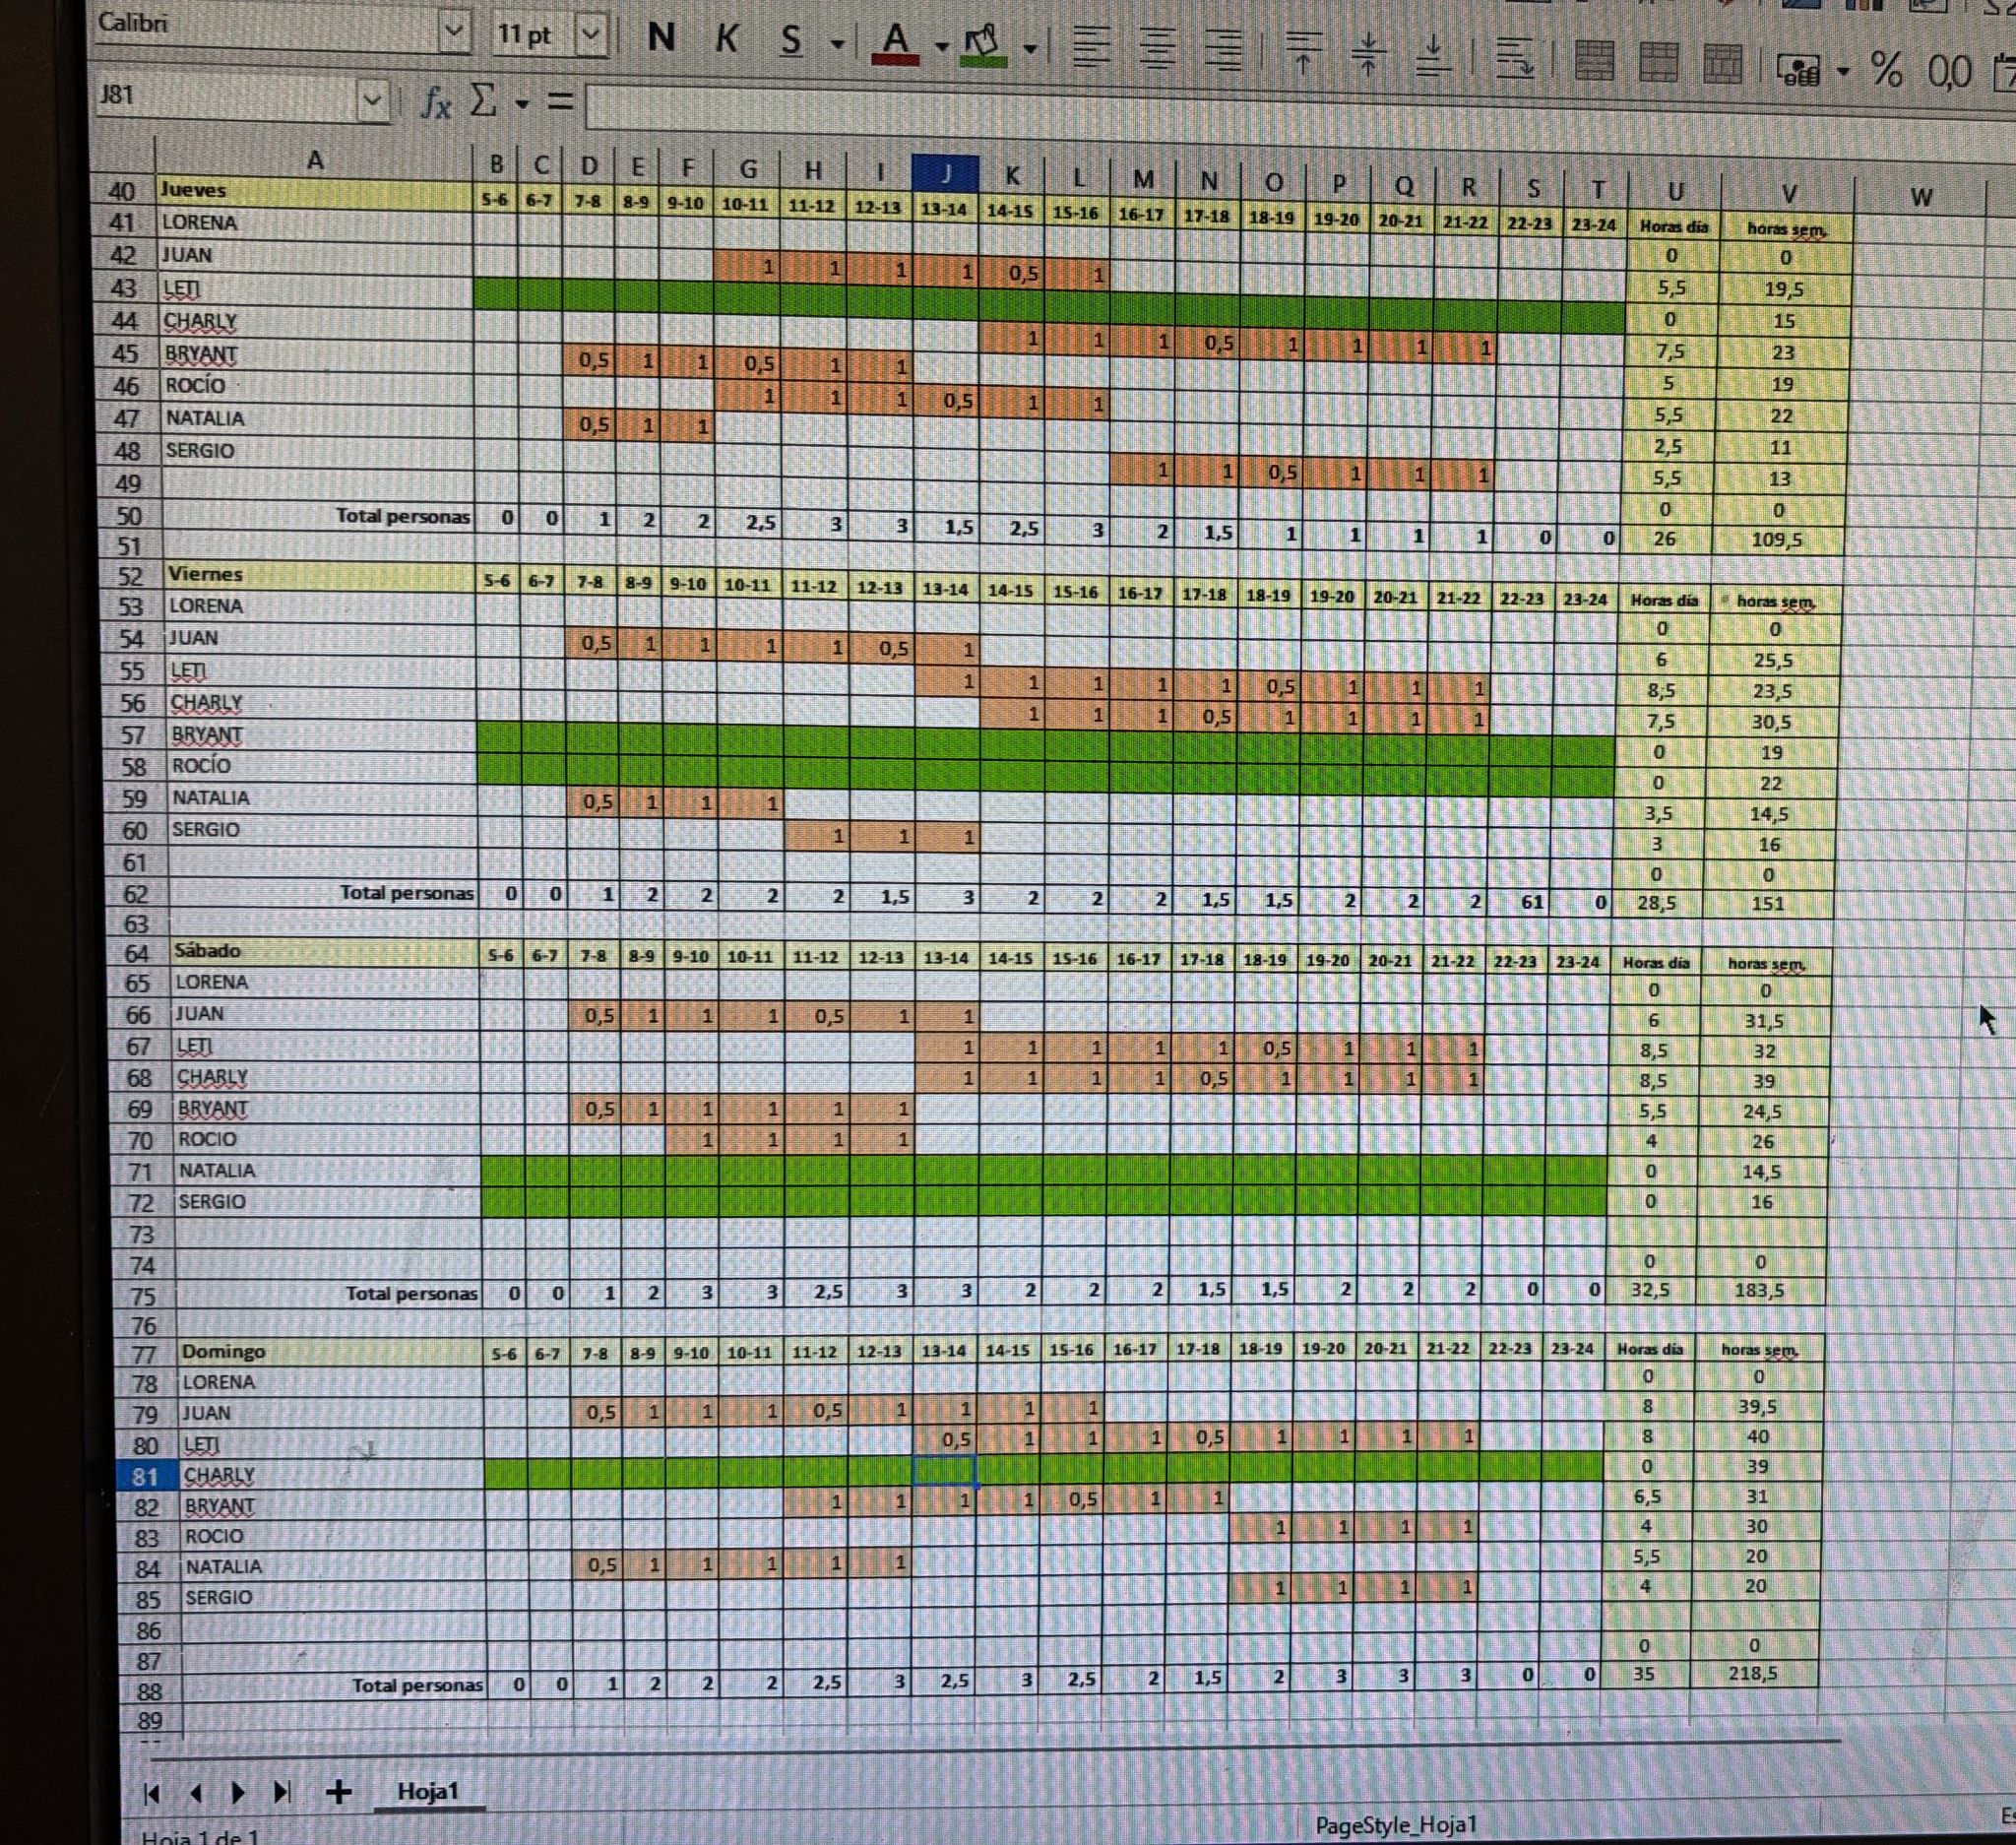 Calibri 11 pt N K S A % 0,0
J81 fx Σ =
A B C D E F G H I J K L M N O P Q R S T U V W
40 Jueves 5-6 6-7 7-8 8-9 9-10 10-11 11-12 12-13 13-14 14-15 15-16 16-17 17-18 18-19 19-20 20-21 21-22 22-23 23-24 Horas día horas sem.
41 LORENA 0 0
42 JUAN 1 1 1 1 0,5 1 5,5 19,5
43 LETI 0 15
44 CHARLY 1 1 1 0,5 1 1 1 1 7,5 23
45 BRYANT 0,5 1 1 0,5 1 1 5 19
46 ROCÍO 1 1 1 0,5 1 1 5,5 22
47 NATALIA 0,5 1 1 2,5 11
48 SERGIO 1 1 0,5 1 1 1 5,5 13
49 0 0
50 Total personas 0 0 1 2 2 2,5 3 3 1,5 2,5 3 2 1,5 1 1 1 1 0 0 26 109,5
51
52 Viernes 5-6 6-7 7-8 8-9 9-10 10-11 11-12 12-13 13-14 14-15 15-16 16-17 17-18 18-19 19-20 20-21 21-22 22-23 23-24 Horas día horas sem.
53 LORENA 0 0
54 JUAN 0,5 1 1 1 1 0,5 1 6 25,5
55 LETI 1 1 1 1 1 0,5 1 1 1 8,5 23,5
56 CHARLY 1 1 1 0,5 1 1 1 1 7,5 30,5
57 BRYANT 0 19
58 ROCÍO 0 22
59 NATALIA 0,5 1 1 1 3,5 14,5
60 SERGIO 1 1 1 3 16
61 0 0
62 Total personas 0 0 1 2 2 2 2 1,5 3 2 2 2 1,5 1,5 2 2 2 61 0 28,5 151
63
64 Sábado 5-6 6-7 7-8 8-9 9-10 10-11 11-12 12-13 13-14 14-15 15-16 16-17 17-18 18-19 19-20 20-21 21-22 22-23 23-24 Horas día horas sem.
65 LORENA 0 0
66 JUAN 0,5 1 1 1 0,5 1 1 6 31,5
67 LETI 1 1 1 1 1 0,5 1 1 1 8,5 32
68 CHARLY 1 1 1 1 0,5 1 1 1 1 8,5 39
69 BRYANT 0,5 1 1 1 1 1 5,5 24,5
70 ROCIO 1 1 1 1 4 26
71 NATALIA 0 14,5
72 SERGIO 0 16
73
74 0 0
75 Total personas 0 0 1 2 3 3 2,5 3 3 2 2 2 1,5 1,5 2 2 2 0 0 32,5 183,5
76
77 Domingo 5-6 6-7 7-8 8-9 9-10 10-11 11-12 12-13 13-14 14-15 15-16 16-17 17-18 18-19 19-20 20-21 21-22 22-23 23-24 Horas día horas sem.
78 LORENA 0 0
79 JUAN 0,5 1 1 1 0,5 1 1 1 1 8 39,5
80 LETI 0,5 1 1 1 0,5 1 1 1 1 8 40
81 CHARLY 0 39
82 BRYANT 1 1 1 1 0,5 1 1 6,5 31
83 ROCIO 1 1 1 1 4 30
84 NATALIA 0,5 1 1 1 1 1 5,5 20
85 SERGIO 1 1 1 1 4 20
86
87 0 0
88 Total personas 0 0 1 2 2 2 2,5 3 2,5 3 2,5 2 1,5 2 3 3 3 0 0 35 218,5
89
Hoja1
Hoja 1 de 1 PageStyle_Hoja1